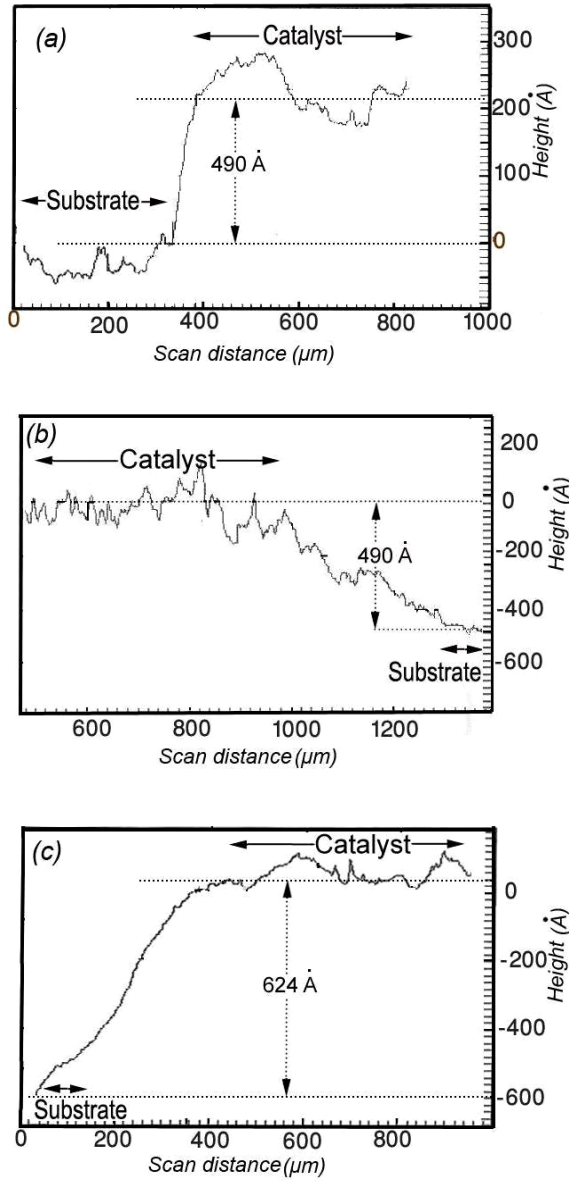 (a)
Catalyst
300
200
490 Å
100
Substrate
0
Height (Å)
0 200 400 600 800 1000
Scan distance (µm)
(b)
Catalyst
200
0
-200
490 Å
-400
Substrate
-600
Height (Å)
600 800 1000 1200
Scan distance (µm)
(c)
Catalyst
0
-200
624 Å
-400
Substrate
-600
Height (Å)
0 200 400 600 800
Scan distance (µm)